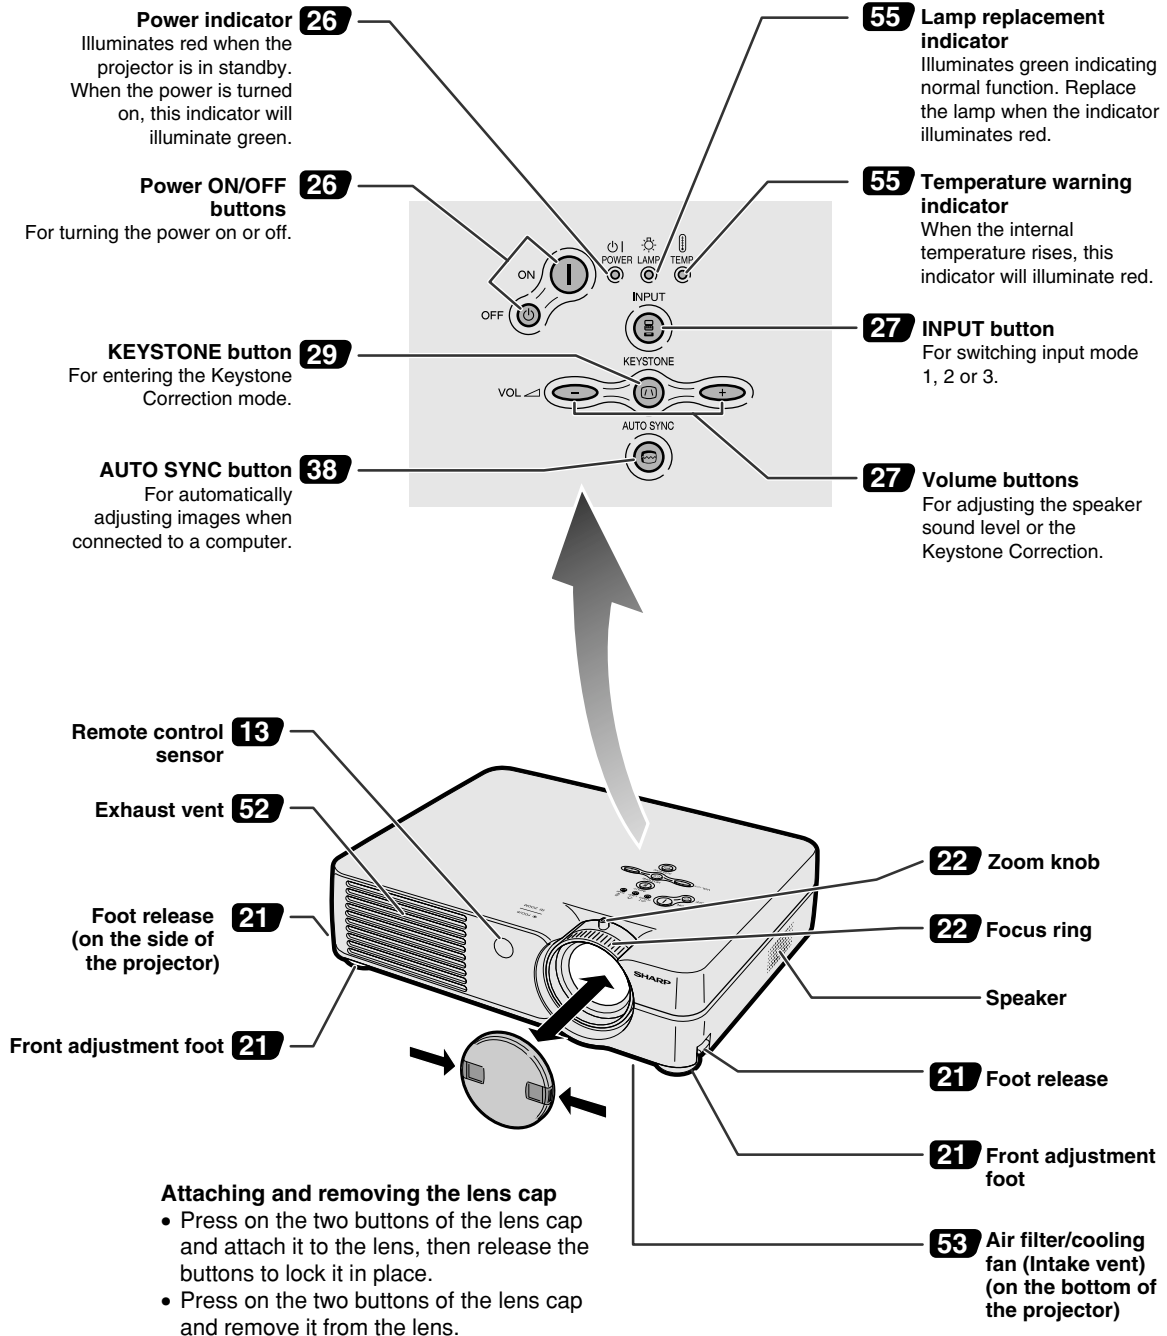 Power indicator 26
Illuminates red when the
projector is in standby.
When the power is turned
on, this indicator will
illuminate green.
Power ON/OFF 26
buttons
For turning the power on or off.
KEYSTONE button 29
For entering the Keystone
Correction mode.
AUTO SYNC button 38
For automatically
adjusting images when
connected to a computer.
55 Lamp replacement
indicator
Illuminates green indicating
normal function. Replace
the lamp when the indicator
illuminates red.
55 Temperature warning
indicator
When the internal
temperature rises, this
indicator will illuminate red.
27 INPUT button
For switching input mode
1, 2 or 3.
27 Volume buttons
For adjusting the speaker
sound level or the
Keystone Correction.
POWER LAMP TEMP.
ON
OFF
INPUT
KEYSTONE
VOL − +
AUTO SYNC
Remote control 13
sensor
Exhaust vent 52
Foot release 21
(on the side of
the projector)
Front adjustment foot 21
SHARP
22 Zoom knob
22 Focus ring
Speaker
21 Foot release
21 Front adjustment
foot
53 Air filter/cooling
fan (Intake vent)
(on the bottom of
the projector)
Attaching and removing the lens cap
• Press on the two buttons of the lens cap
and attach it to the lens, then release the
buttons to lock it in place.
• Press on the two buttons of the lens cap
and remove it from the lens.